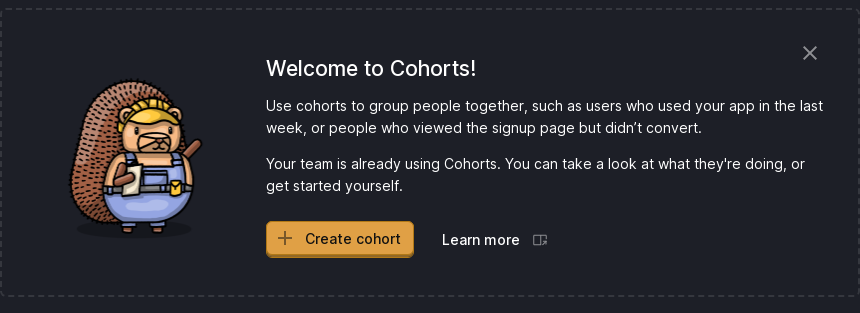 Welcome to Cohorts!
Use cohorts to group people together, such as users who used your app in the last
week, or people who viewed the signup page but didn’t convert.
Your team is already using Cohorts. You can take a look at what they're doing, or
get started yourself.
Create cohort
Learn more